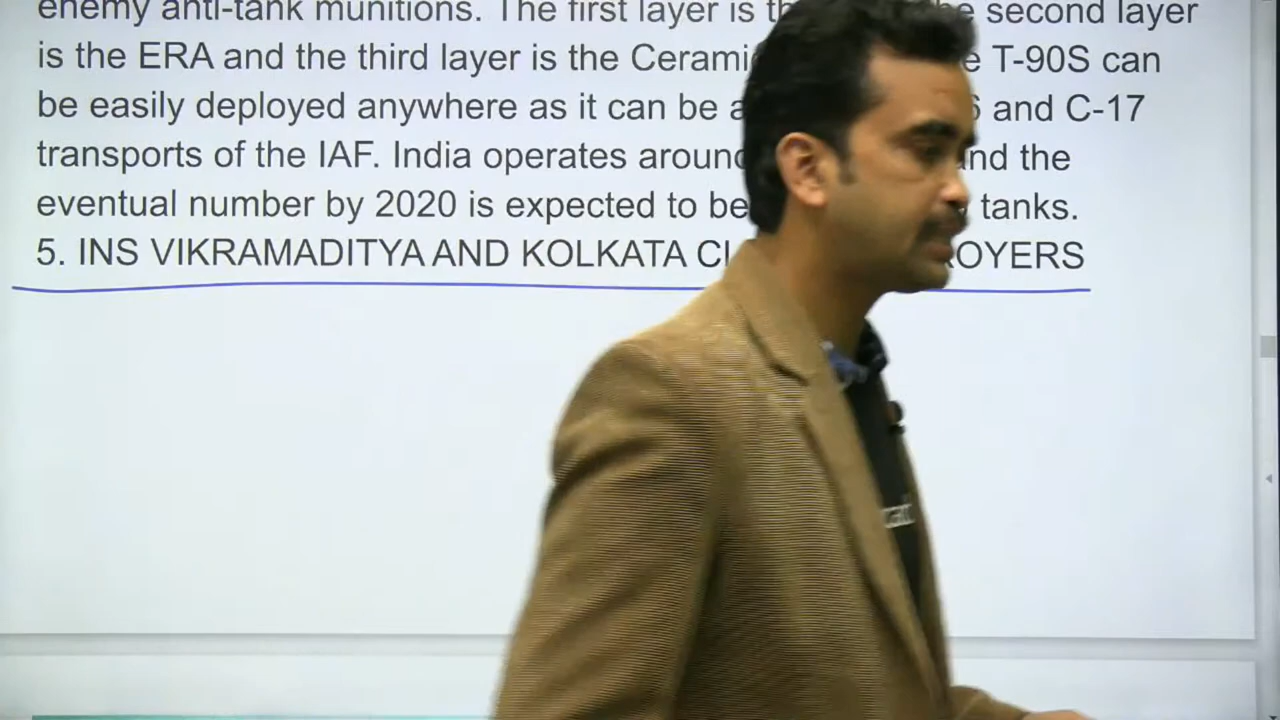 enemy anti-tank munitions. The first layer is second layer
is the ERA and the third layer is the T-90S can
be easily deployed anywhere as it can be and C-17
transports of the IAF. India operates the
eventual number by 2020 is expected to be tanks.
5. INS VIKRAMADITYA AND KOLKATA